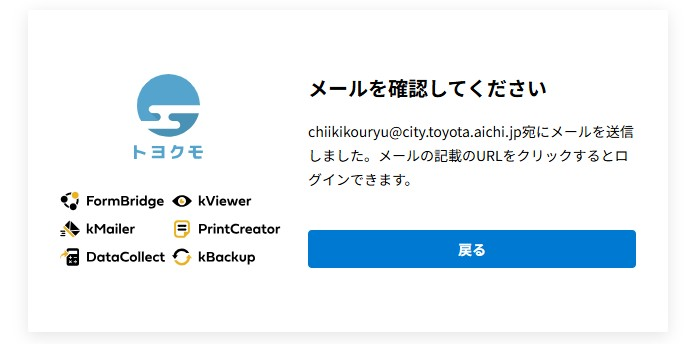 トヨクモ
FormBridge
kViewer
kMailer
PrintCreator
DataCollect
kBackup
メールを確認してください
chiikikouryu@city.toyota.aichi.jp宛にメールを送信
しました。メールの記載のURLをクリックするとロ
グインできます。
戻る